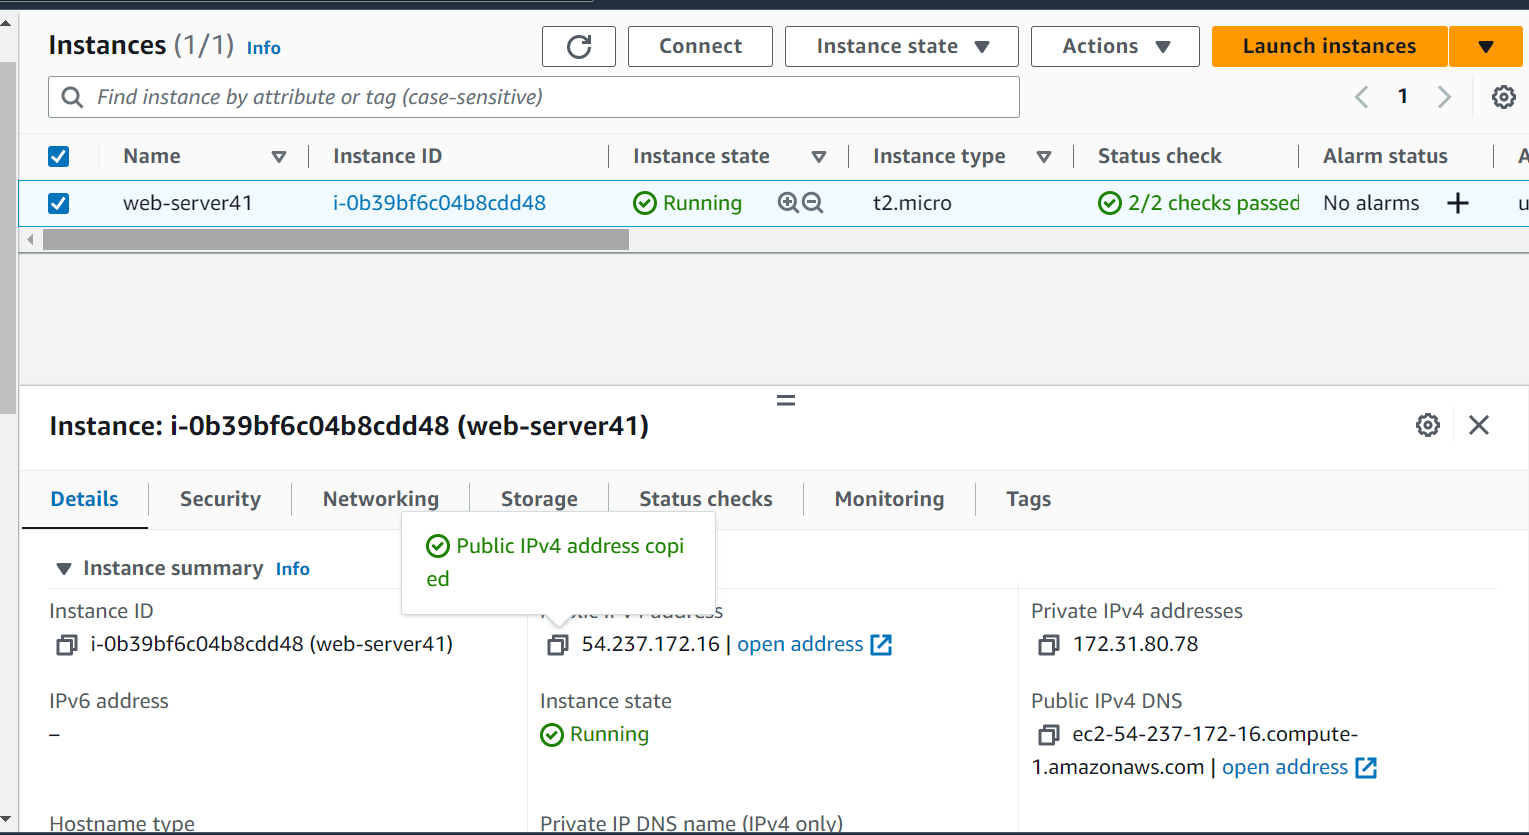 Instances (1/1) Info
Connect
Instance state
Actions
Launch instances
Find instance by attribute or tag (case-sensitive)
1
Name
Instance ID
Instance state
Instance type
Status check
Alarm status
A
web-server41
i-0b39bf6c04b8cdd48
Running
t2.micro
2/2 checks passed
No alarms
u
Instance: i-0b39bf6c04b8cdd48 (web-server41)
Details
Security
Networking
Storage
Status checks
Monitoring
Tags
Public IPv4 address copi
ed
Instance summary Info
Instance ID
i-0b39bf6c04b8cdd48 (web-server41)
54.237.172.16 | open address
Private IPv4 addresses
172.31.80.78
IPv6 address
–
Instance state
Running
Public IPv4 DNS
ec2-54-237-172-16.compute-
1.amazonaws.com | open address
Hostname type
Private IP DNS name (IPv4 only)